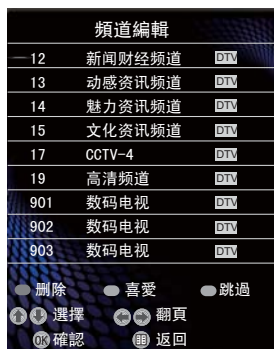 頻道編輯
12 新闻财经频道 DTV
13 动感资讯频道 DTV
14 魅力资讯频道 DTV
15 文化资讯频道 DTV
17 CCTV-4 DTV
19 高清频道 DTV
901 数码电视 DTV
902 数码电视 DTV
903 数码电视 DTV
删除 喜愛 跳過
選擇 翻頁
OK 確認 返回